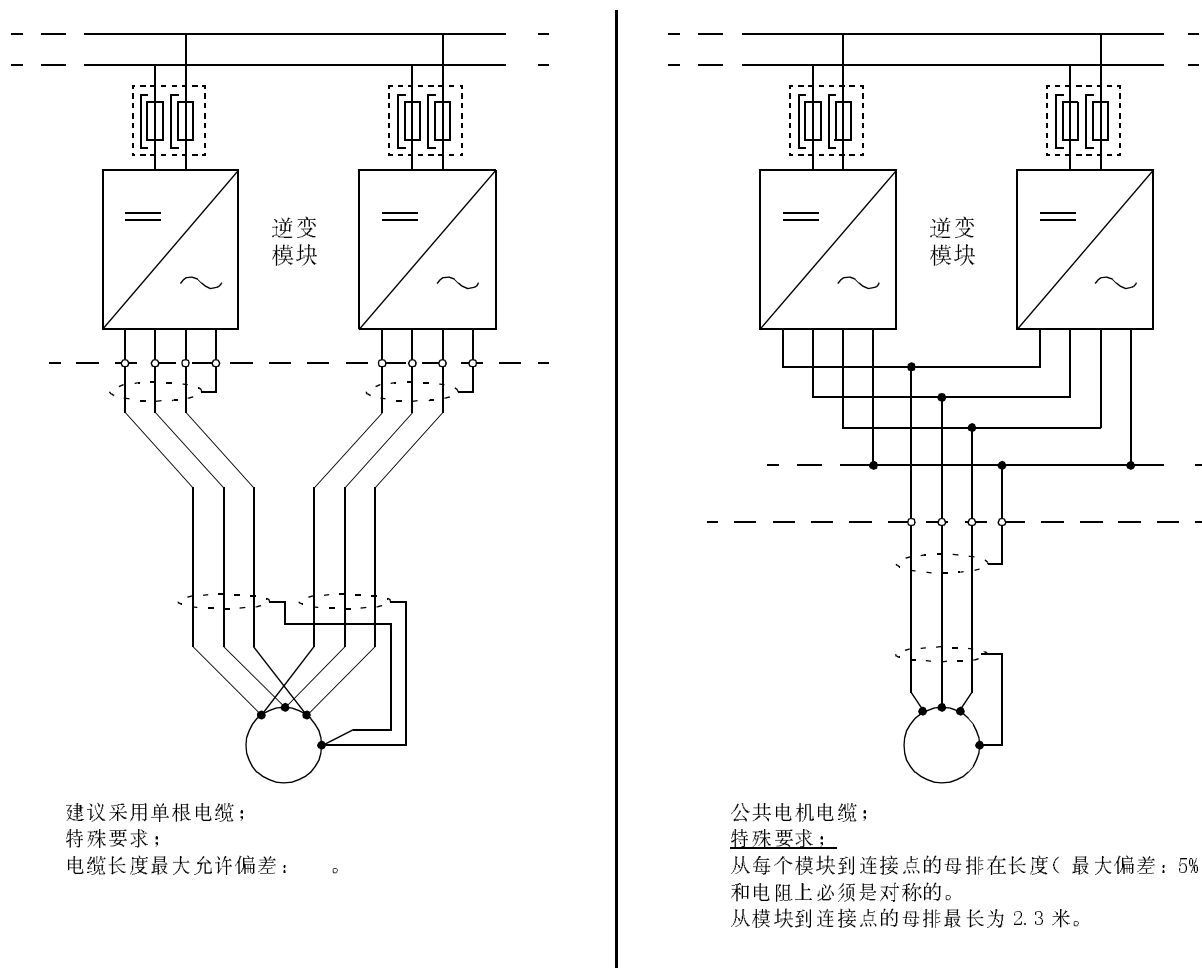 逆变
模块
逆变
模块
建议采用单根电缆；
特殊要求；
电缆长度最大允许偏差： 。
公共电机电缆；
特殊要求；
从每个模块到连接点的母排在长度（ 最大偏差：5%
和电阻上必须是对称的。
从模块到连接点的母排最长为 2.3 米。